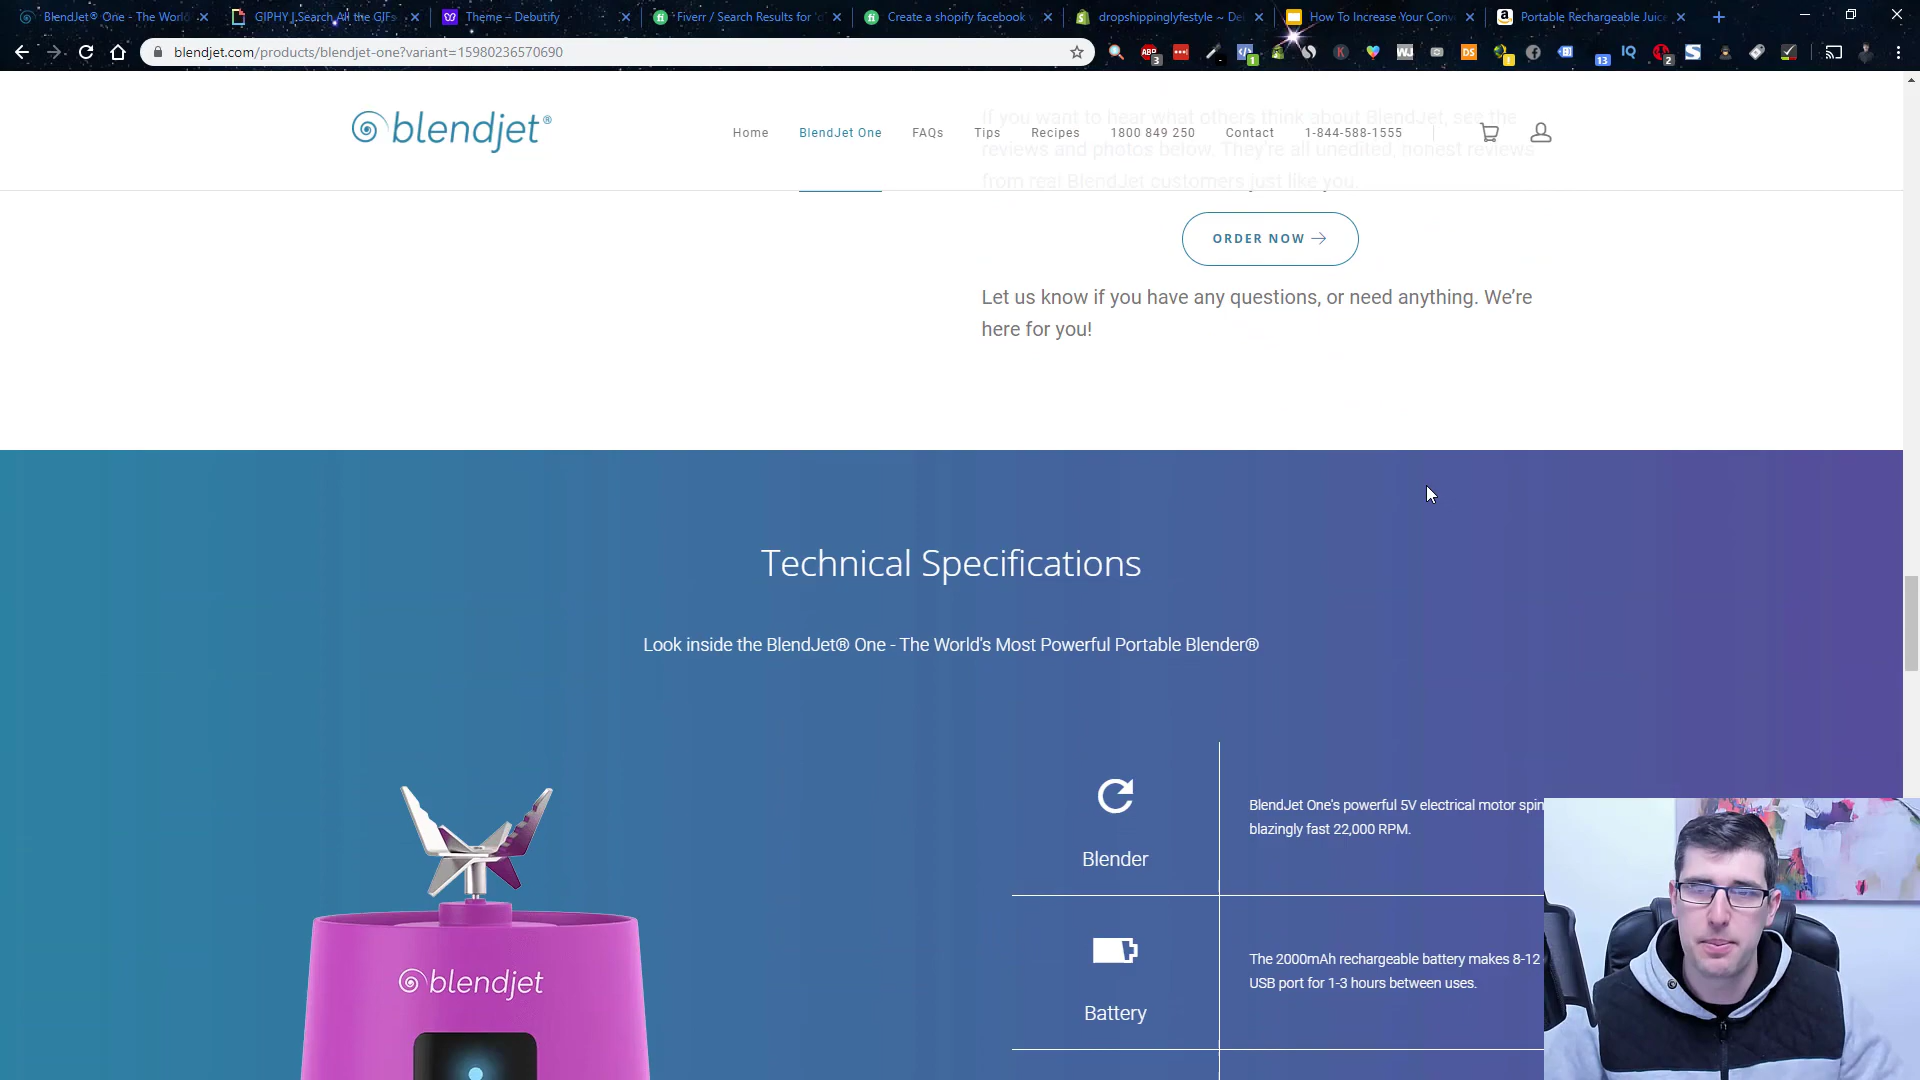 BlendJet® One - The World
GIPHY | Search All the GIFs
Theme – Debutify
Fiverr / Search Results for 'o
Create a shopify facebook
dropshippinglyfestyle ~ De
How To Increase Your Conv
Portable Rechargeable Juice
blendjet.com/products/blendjet-one?variant=15980236570690
blendjet®
Home
BlendJet One
FAQs
Tips
Recipes
1800 849 250
Contact
1-844-588-1555
If you want to hear what others think about BlendJet, see the
reviews and photos below. They're all unedited, honest reviews
from real BlendJet customers just like you.
ORDER NOW →
Let us know if you have any questions, or need anything. We're
here for you!
Technical Specifications
Look inside the BlendJet® One - The World's Most Powerful Portable Blender®
Blender
BlendJet One's powerful 5V electrical motor spin
blazingly fast 22,000 RPM.
Battery
The 2000mAh rechargeable battery makes 8-12
USB port for 1-3 hours between uses.
blendjet